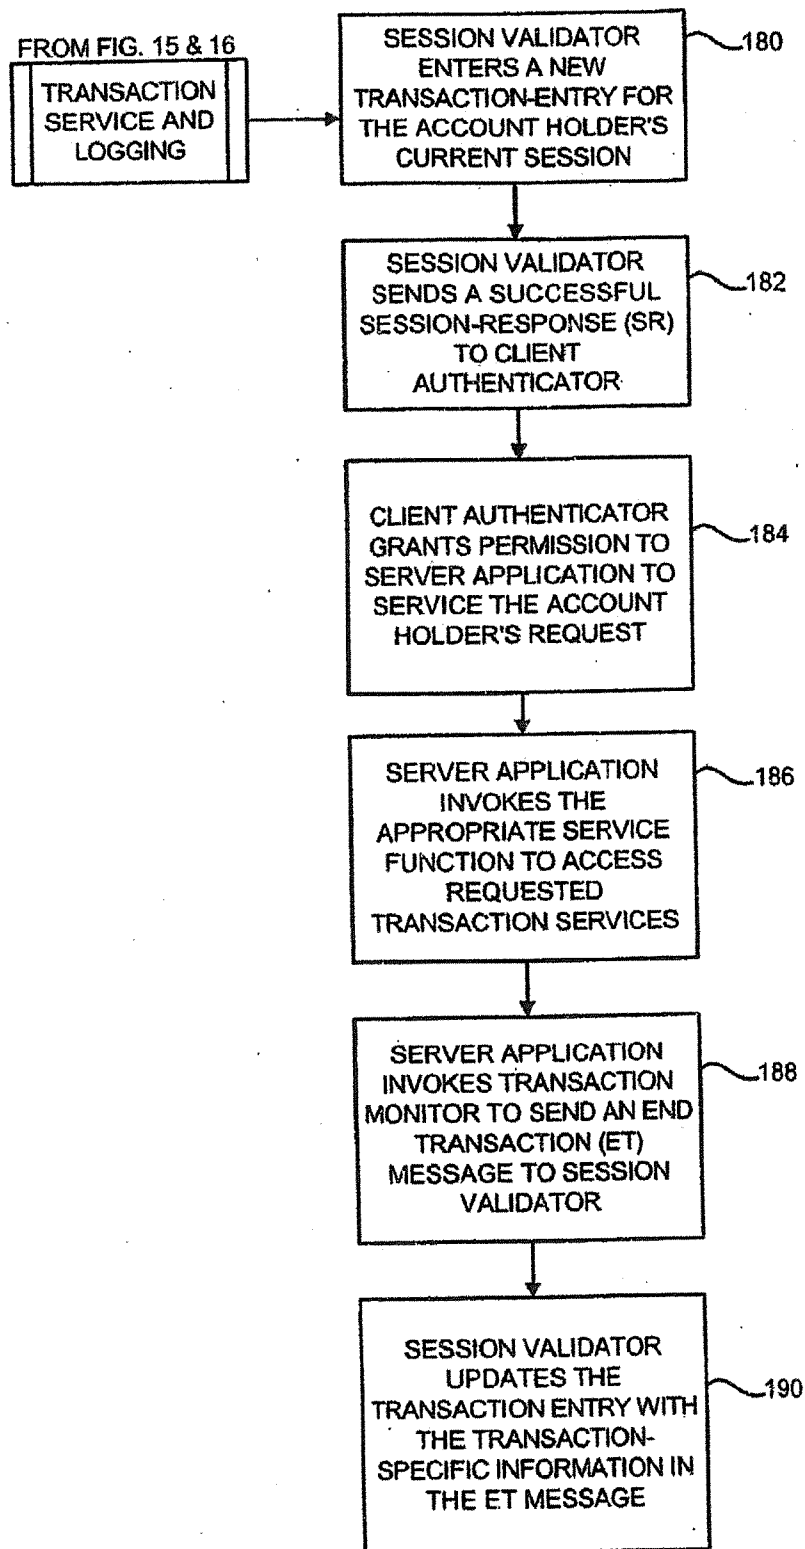 FROM FIG. 15 & 16
TRANSACTION
SERVICE AND
LOGGING
SESSION VALIDATOR
ENTERS A NEW
TRANSACTION-ENTRY FOR
THE ACCOUNT HOLDER'S
CURRENT SESSION
180
SESSION VALIDATOR
SENDS A SUCCESSFUL
SESSION-RESPONSE (SR)
TO CLIENT
AUTHENTICATOR
182
CLIENT AUTHENTICATOR
GRANTS PERMISSION TO
SERVER APPLICATION TO
SERVICE THE ACCOUNT
HOLDER'S REQUEST
184
SERVER APPLICATION
INVOKES THE
APPROPRIATE SERVICE
FUNCTION TO ACCESS
REQUESTED
TRANSACTION SERVICES
186
SERVER APPLICATION
INVOKES TRANSACTION
MONITOR TO SEND AN END
TRANSACTION (ET)
MESSAGE TO SESSION
VALIDATOR
188
SESSION VALIDATOR
UPDATES THE
TRANSACTION ENTRY WITH
THE TRANSACTION-
SPECIFIC INFORMATION IN
THE ET MESSAGE
190